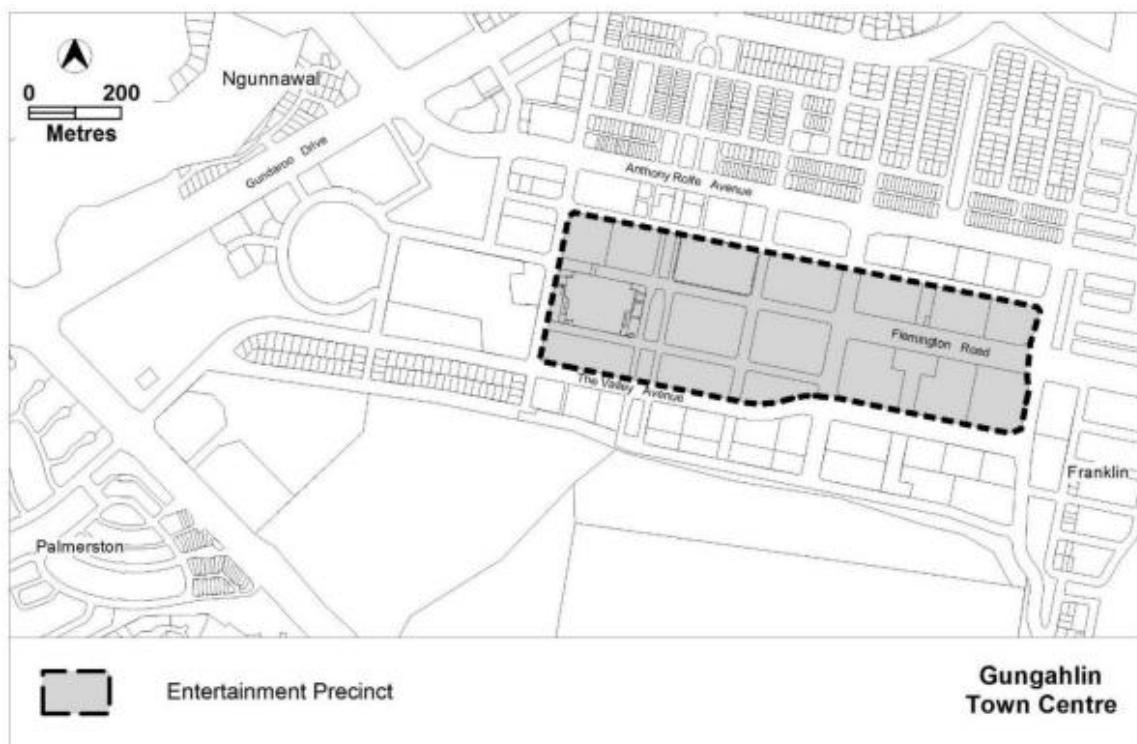 Ngunnawal
0 200
Metres
Gundaroo Drive
Anthony Rolfe Avenue
Flemington Road
The Valley Avenue
Franklin
Palmerston
Entertainment Precinct
Gungahlin
Town Centre